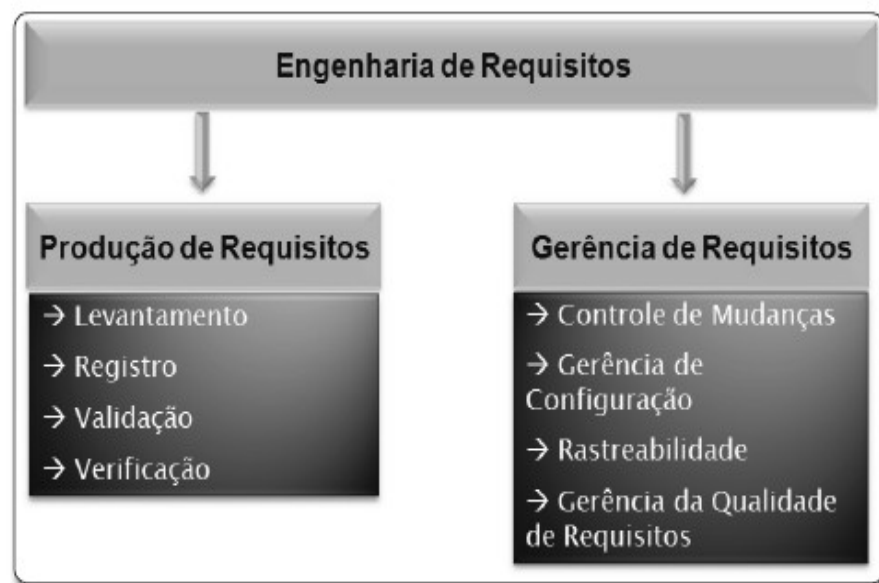 Engenharia de Requisitos
Produção de Requisitos
→ Levantamento
→ Registro
→ Validação
→ Verificação
Gerência de Requisitos
→ Controle de Mudanças
→ Gerência de
Configuração
→ Rastreabilidade
→ Gerência da Qualidade
de Requisitos